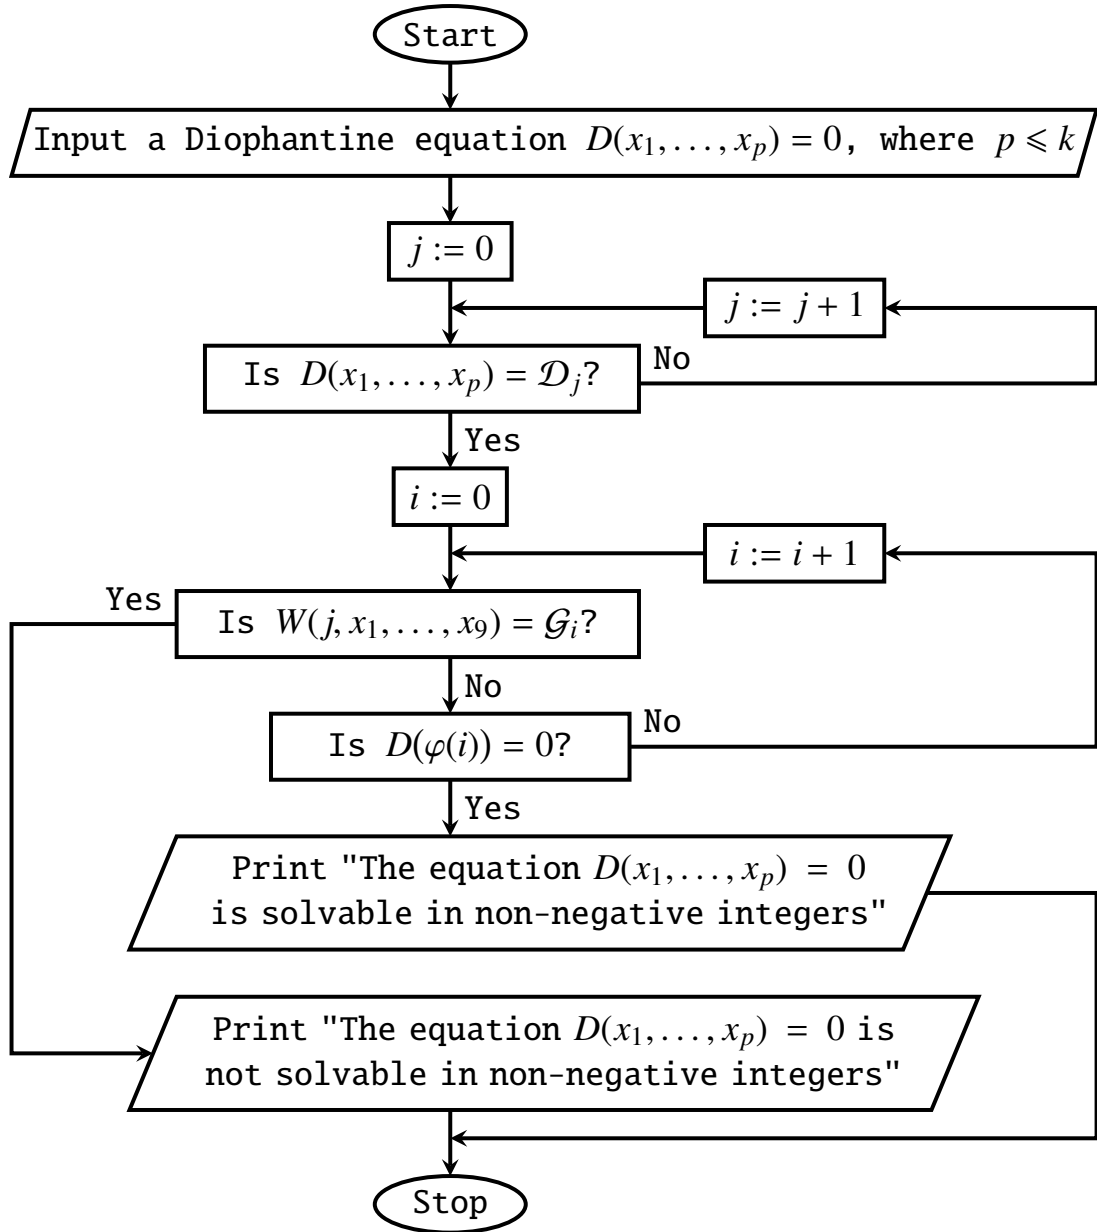 Start
Input a Diophantine equation D(x₁,...,xₚ) = 0, where p ⩽ k
j := 0
j := j + 1
Is D(x₁,...,xₚ) = 𝒟ⱼ?
No
Yes
i := 0
i := i + 1
Yes
Is W(j, x₁,...,x₉) = 𝒢ᵢ?
No
Is D(φ(i)) = 0?
No
Yes
Print "The equation D(x₁,...,xₚ) = 0
is solvable in non-negative integers"
Print "The equation D(x₁,...,xₚ) = 0 is
not solvable in non-negative integers"
Stop